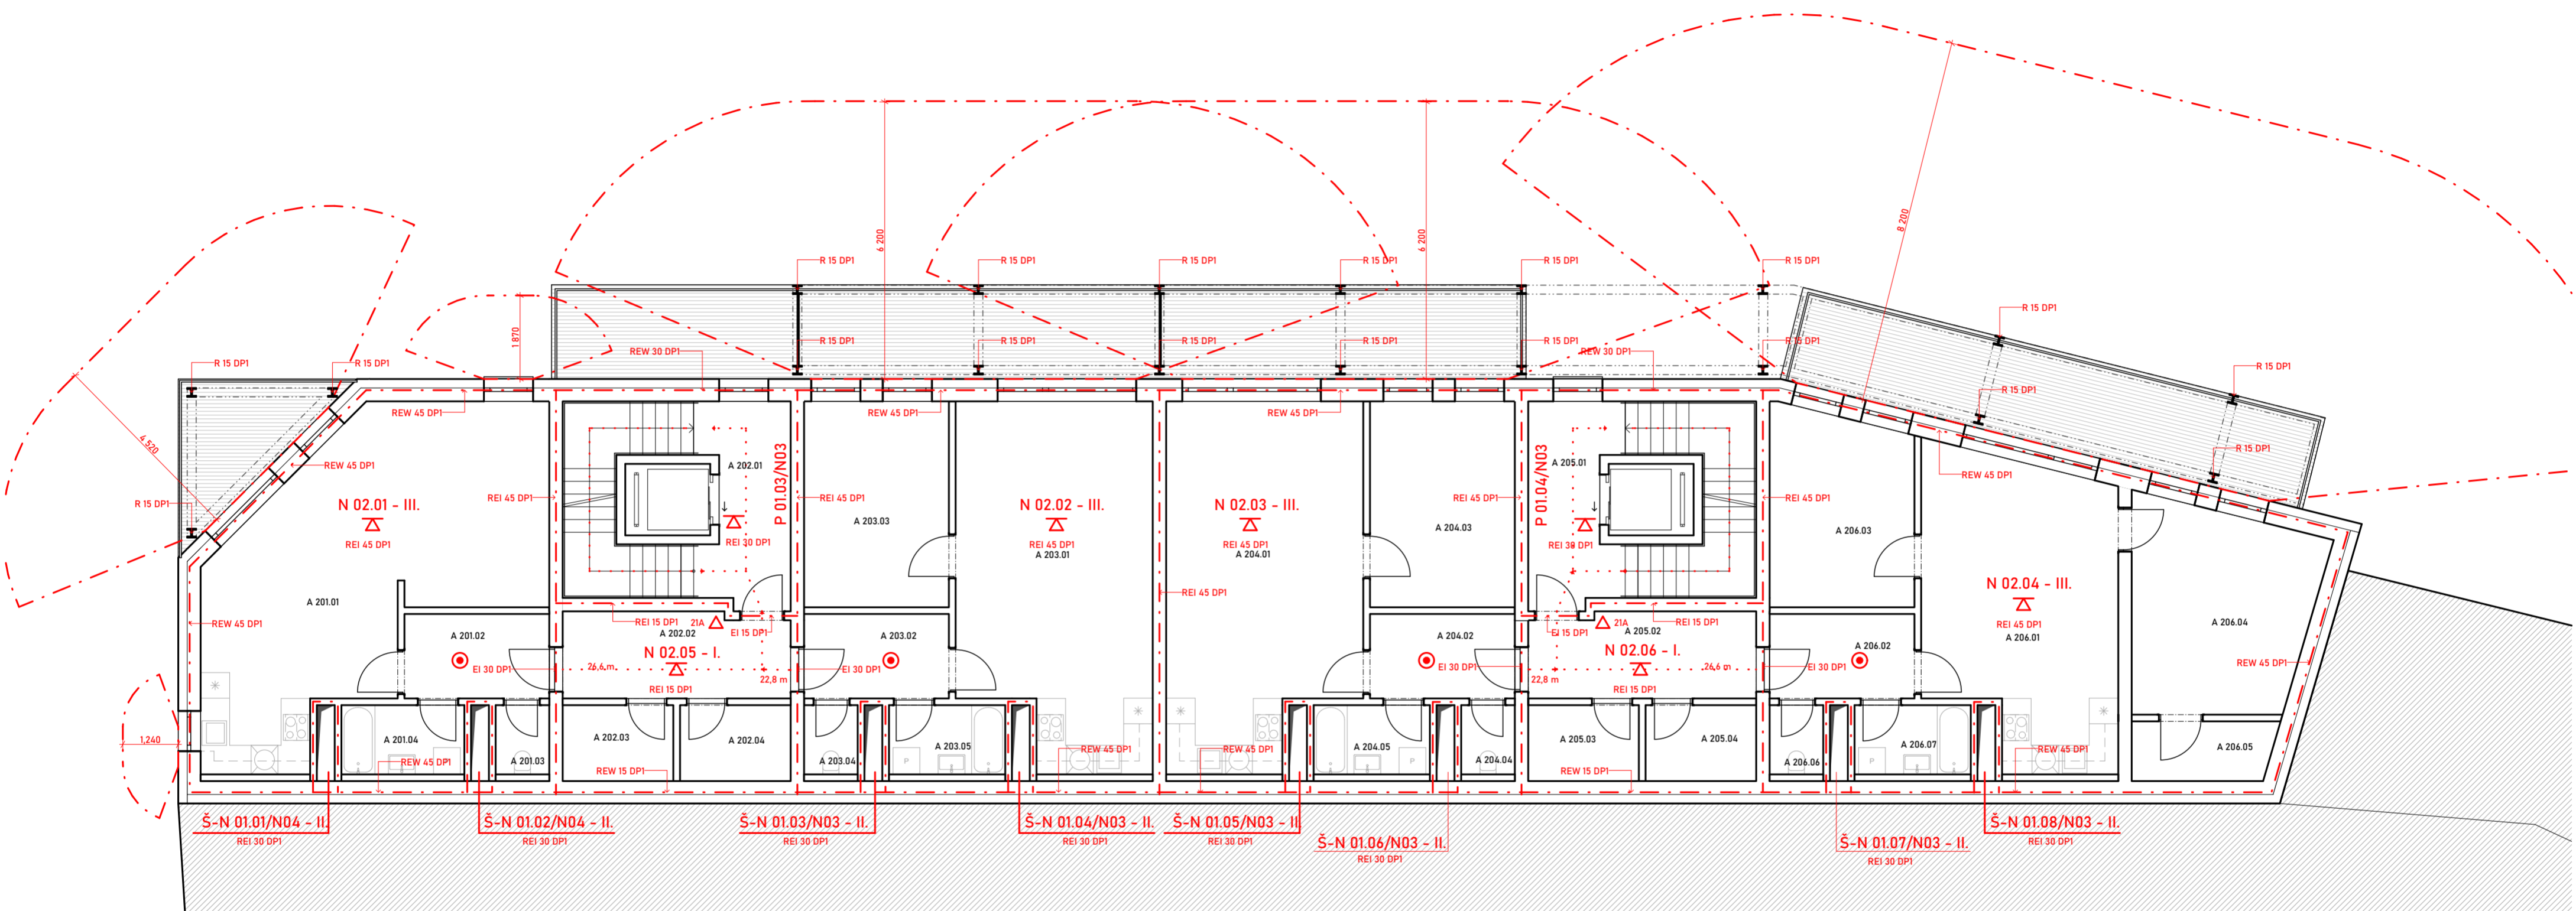 8 200
6 200
6 200
R 15 DP1
R 15 DP1
R 15 DP1
R 15 DP1
R 15 DP1
R 15 DP1
1 870
R 15 DP1
R 15 DP1
R 15 DP1
R 15 DP1
R 15 DP1
R 15 DP1
R 15 DP1
REW 30 DP1
REW 30 DP1
R 15 DP1
R 15 DP1
R 15 DP1
REW 45 DP1
REW 45 DP1
REW 45 DP1
R 15 DP1
4 520
R 15 DP1
REW 45 DP1
A 202.01
A 205.01
REW 45 DP1
R 15 DP1
P 01.03/N03
P 01.04/N03
REI 45 DP1
REI 45 DP1
REI 45 DP1
REI 45 DP1
N 02.01 - III.
REI 45 DP1
N 02.02 - III.
REI 45 DP1
A 203.01
N 02.03 - III.
REI 45 DP1
A 204.01
A 203.03
A 204.03
A 206.03
REI 30 DP1
REI 30 DP1
REI 45 DP1
N 02.04 - III.
REI 45 DP1
A 206.01
A 201.01
REW 45 DP1
REI 15 DP1
21A
EI 15 DP1
EI 15 DP1
21A
REI 15 DP1
A 206.04
A 201.02
A 202.02
A 203.02
A 204.02
A 205.02
A 206.02
N 02.05 - I.
REI 15 DP1
N 02.06 - I.
REI 15 DP1
EI 30 DP1
26,6 m
22,8 m
EI 30 DP1
EI 30 DP1
22,8 m
26,6 m
EI 30 DP1
REW 45 DP1
1,240
A 201.04
A 201.03
A 202.03
A 202.04
A 203.04
A 203.05
A 204.05
A 204.04
A 205.03
A 205.04
A 206.06
A 206.07
A 206.05
P
P
P
REW 45 DP1
REW 15 DP1
REW 45 DP1
REW 45 DP1
REW 15 DP1
REW 45 DP1
Š-N 01.01/N04 - II.
REI 30 DP1
Š-N 01.02/N04 - II.
REI 30 DP1
Š-N 01.03/N03 - II.
REI 30 DP1
Š-N 01.04/N03 - II.
REI 30 DP1
Š-N 01.05/N03 - II
REI 30 DP1
Š-N 01.06/N03 - II.
REI 30 DP1
Š-N 01.07/N03 - II.
REI 30 DP1
Š-N 01.08/N03 - II.
REI 30 DP1